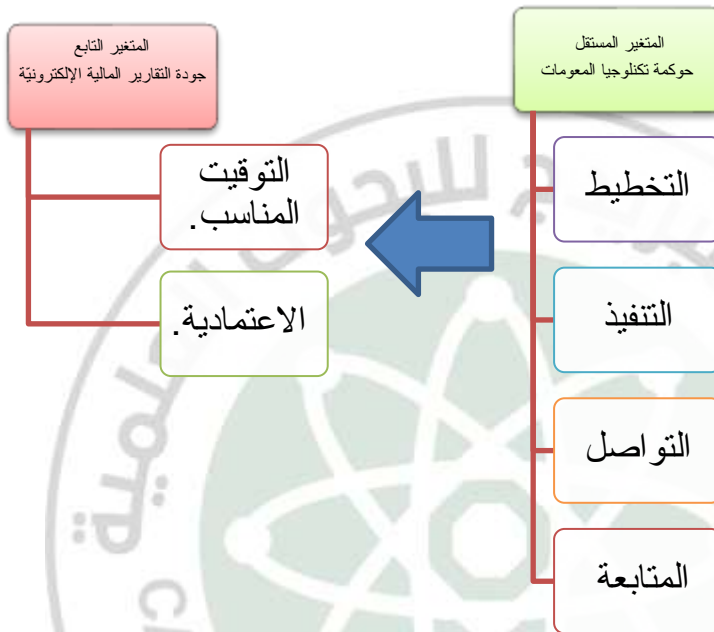 المتغير المستقل
حوكمة تكنلوجيا المعومات
التخطيط
التنفيذ
التواصل
المتابعة
المتغير التابع
جودة التقارير المالية الإلكترونيّة
التوقيت
المناسب.
الاعتمادية.